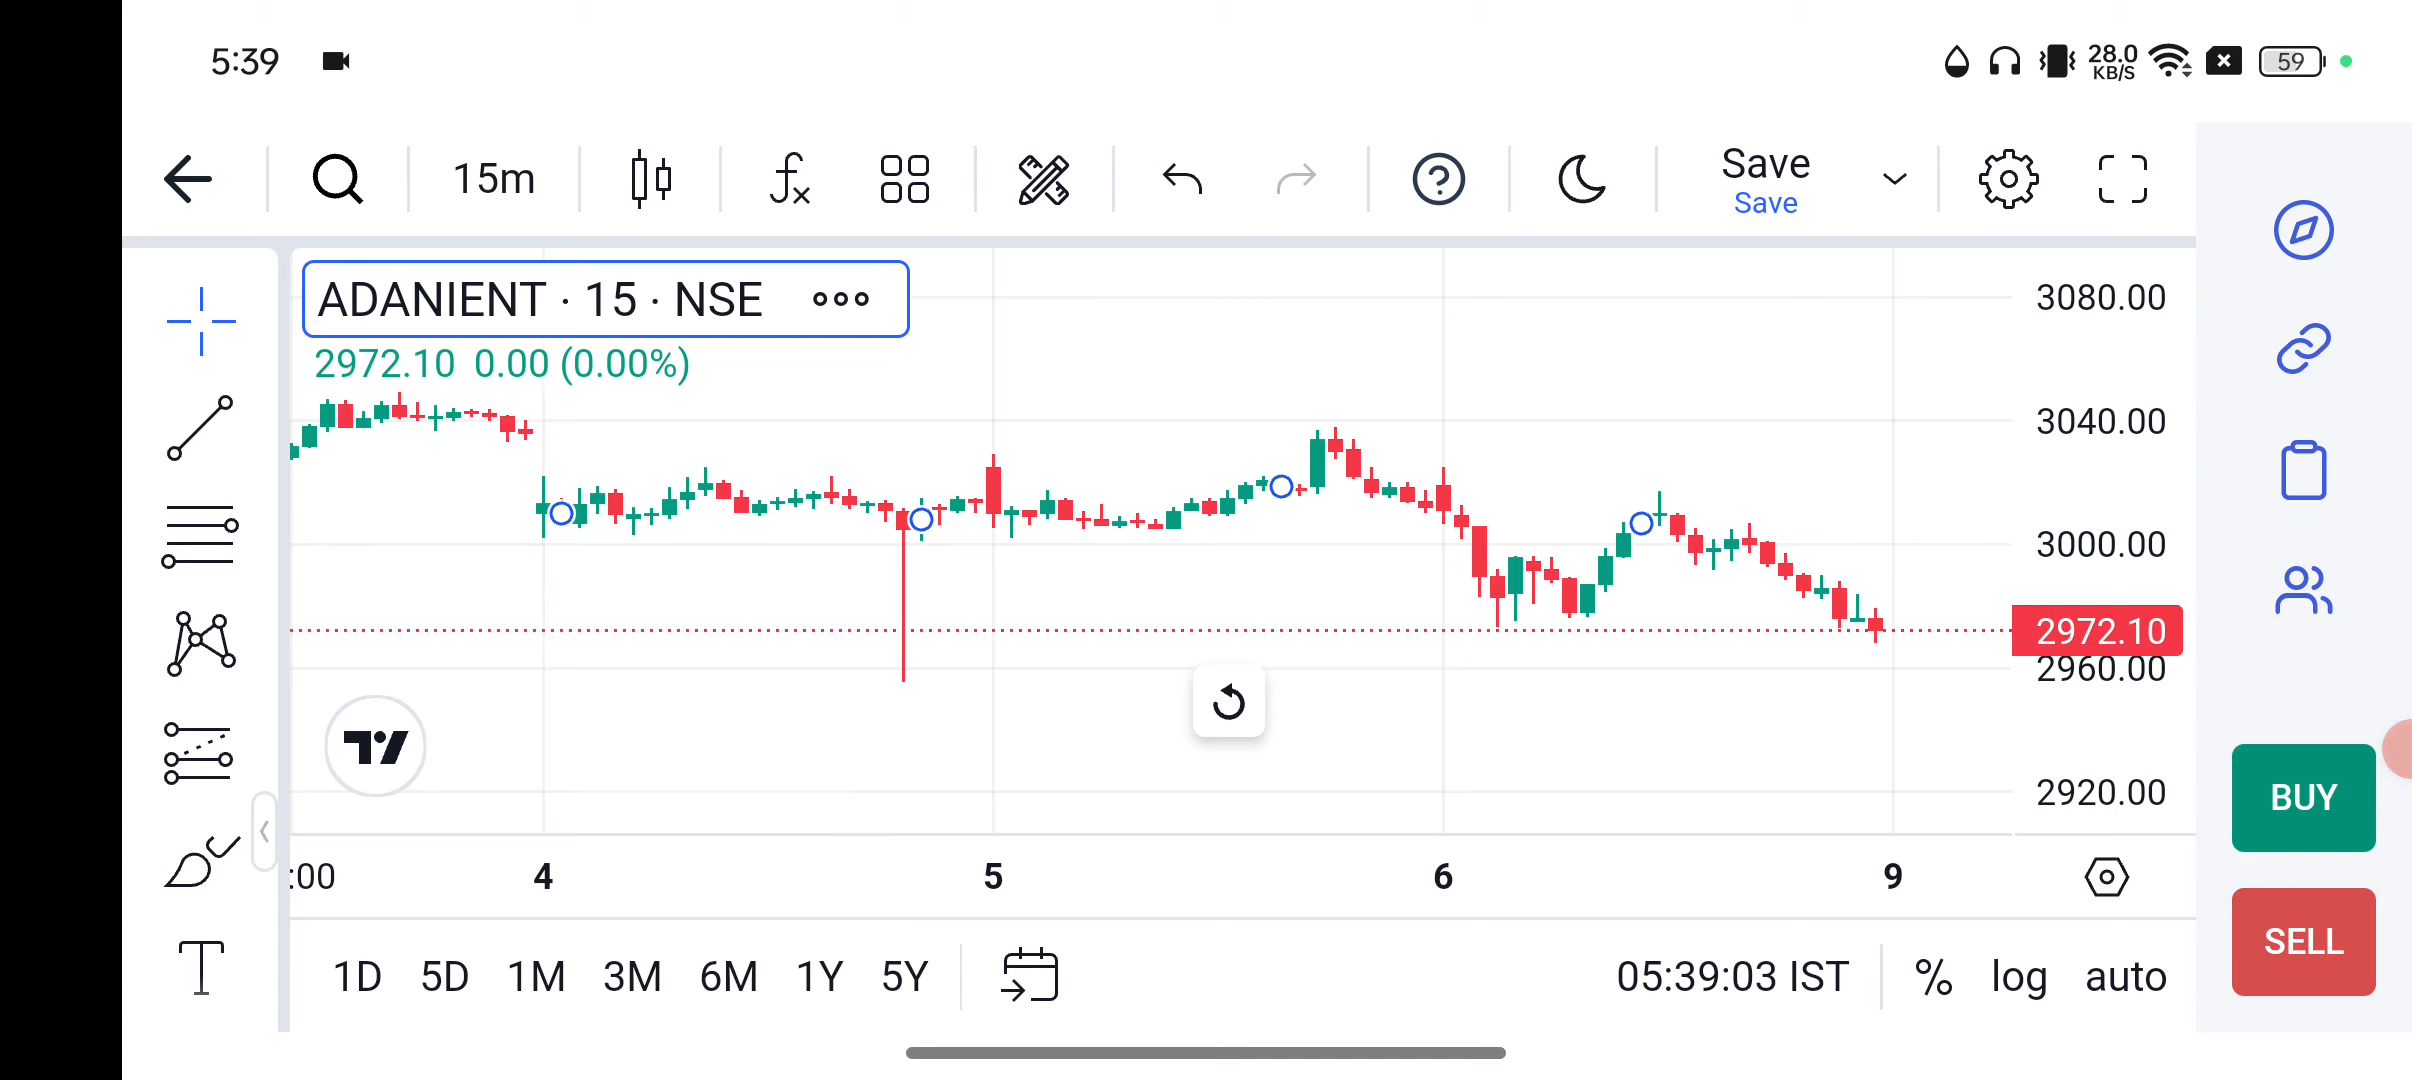 5:39
28.0
KB/S
59
15m
Save
Save
ADANIENT · 15 · NSE
2972.10 0.00 (0.00%)
3080.00
3040.00
3000.00
2972.10
2960.00
2920.00
BUY
SELL
:00 4 5 6 9
1D 5D 1M 3M 6M 1Y 5Y
05:39:03 IST % log auto